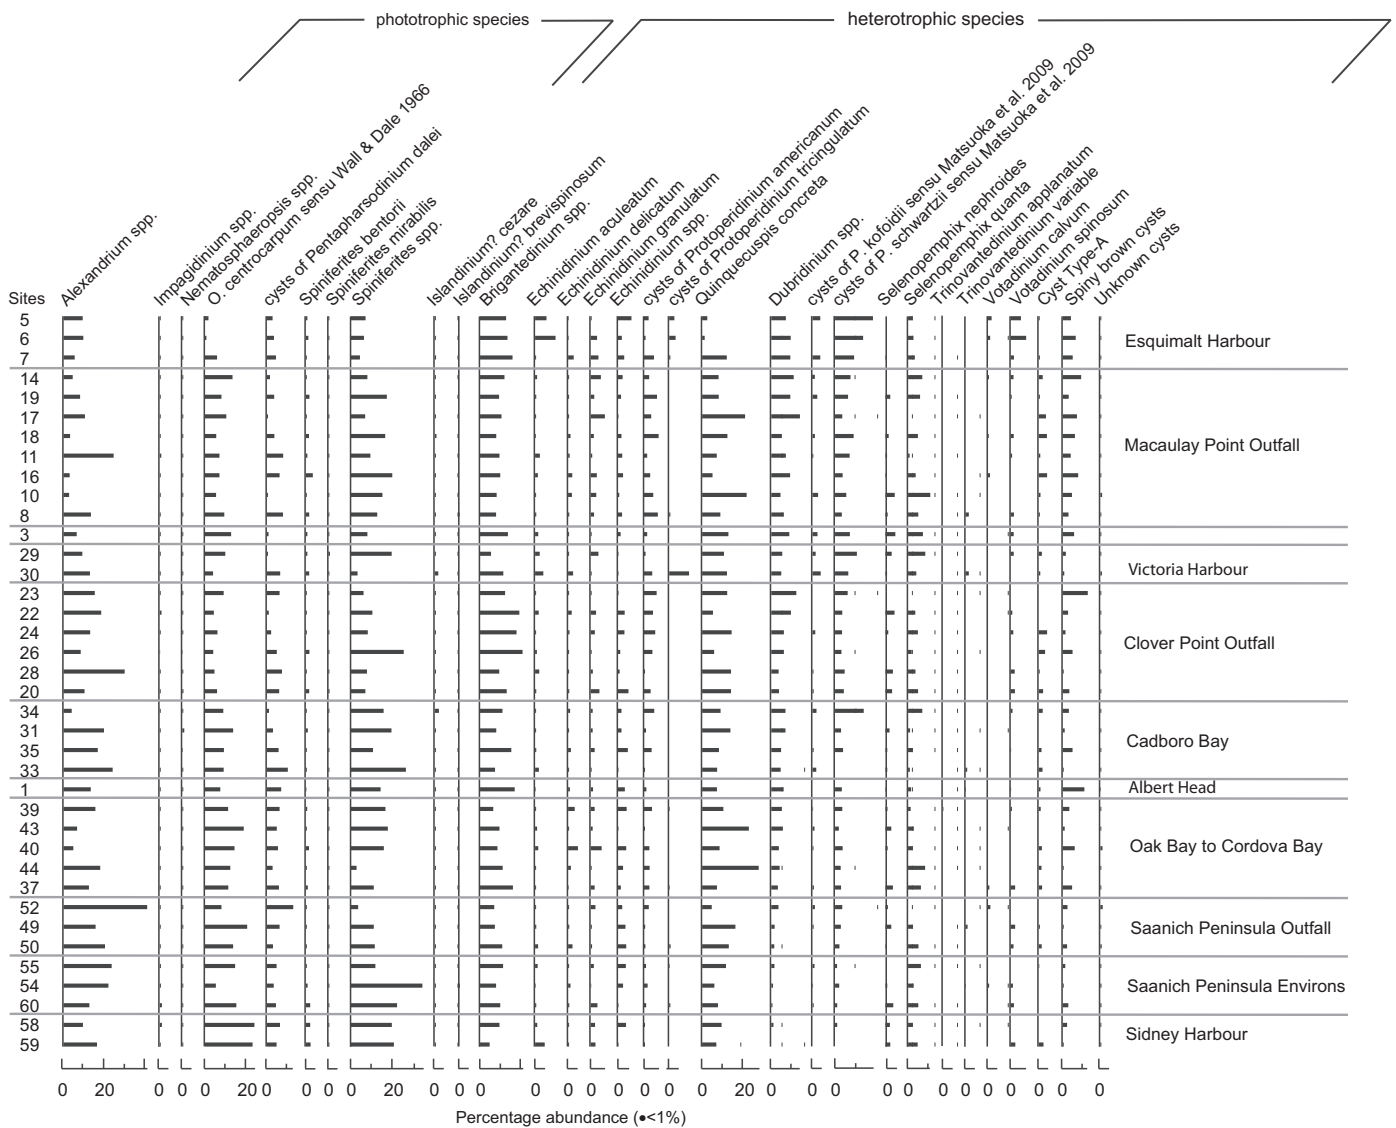 phototrophic species
heterotrophic species
Sites
Alexandrium spp.
Impagidinium spp.
Nematosphaeropsis spp.
O. centrocarpum sensu Wall & Dale 1966
cysts of Pentapharsodinium dalei
Spiniferites bentorii
Spiniferites mirabilis
Spiniferites spp.
Islandinium? cezare
Islandinium? brevispinosum
Brigantedinium spp.
Echinidinium aculeatum
Echinidinium delicatum
Echinidinium granulatum
Echinidinium spp.
cysts of Protoperidinium americanum
cysts of Protoperidinium tricingulatum
Quinquecuspis concreta
Dubridinium spp.
cysts of P. kofoidii sensu Matsuoka et al. 2009
cysts of P. schwartzii sensu Matsuoka et al. 2009
Selenopemphix nephroides
Selenopemphix quanta
Trinovantedinium applanatum
Trinovantedinium variable
Votadinium calvum
Votadinium spinosum
Cyst Type-A
Spiny brown cysts
Unknown cysts
5
6 Esquimalt Harbour
7
14
19
17
18 Macaulay Point Outfall
11
16
10
8
3
29
30 Victoria Harbour
23
22
24 Clover Point Outfall
26
28
20
34
31 Cadboro Bay
35
33
1 Albert Head
39
43
40 Oak Bay to Cordova Bay
44
37
52
49 Saanich Peninsula Outfall
50
55
54 Saanich Peninsula Environs
60
58 Sidney Harbour
59
0 20 40 0 0 0 20 0 0 0 0 20 0 0 0 20 0 0 0 0 0 0 0 20 0 0 0 20 0 0 0 0 0 0 0 0 0
Percentage abundance (•<1%)